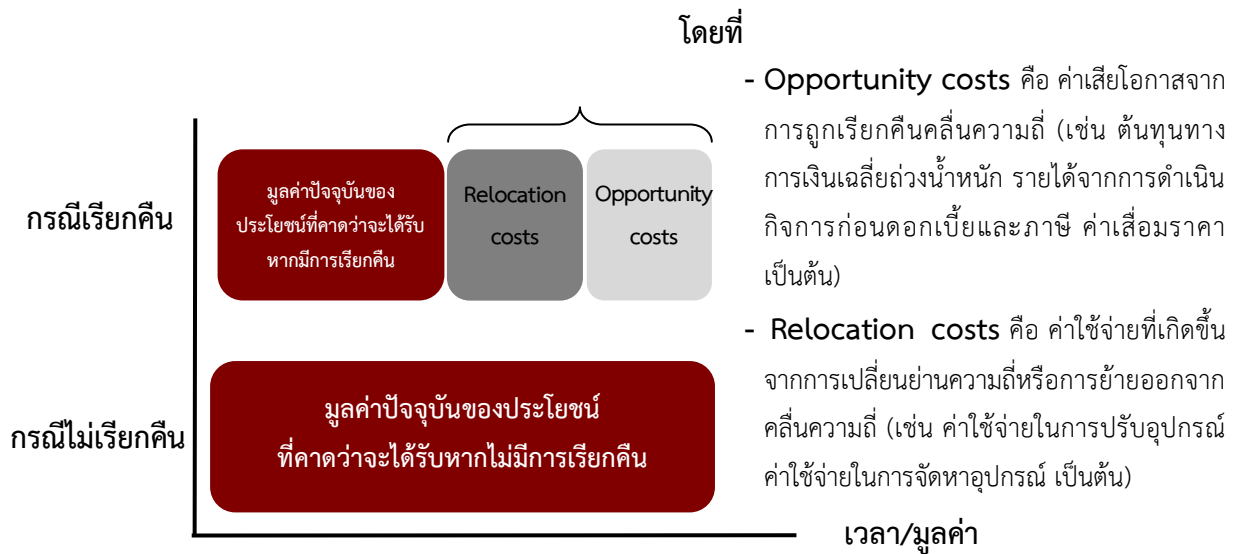 โดยที่
- Opportunity costs คือ ค่าเสียโอกาสจาก
การถูกเรียกคืนคลื่นความถี่ (เช่น ต้นทุนทาง
การเงินเฉลี่ยถ่วงน้ำหนัก รายได้จากการดำเนิน
กิจการก่อนดอกเบี้ยและภาษี ค่าเสื่อมราคา
เป็นต้น)
- Relocation costs คือ ค่าใช้จ่ายที่เกิดขึ้น
จากการเปลี่ยนย่านความถี่หรือการย้ายออกจาก
คลื่นความถี่ (เช่น ค่าใช้จ่ายในการปรับอุปกรณ์
ค่าใช้จ่ายในการจัดหาอุปกรณ์ เป็นต้น)
กรณีเรียกคืน
มูลค่าปัจจุบันของ
ประโยชน์ที่คาดว่าจะได้รับ
หากมีการเรียกคืน
Relocation
costs
Opportunity
costs
กรณีไม่เรียกคืน
มูลค่าปัจจุบันของประโยชน์
ที่คาดว่าจะได้รับหากไม่มีการเรียกคืน
เวลา/มูลค่า